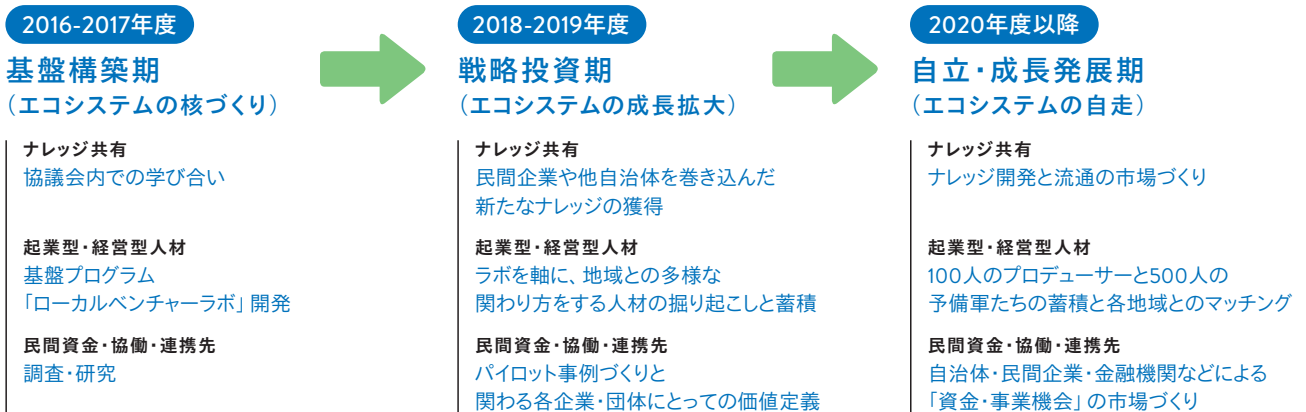 2016-2017年度
基盤構築期
（エコシステムの核づくり）
ナレッジ共有
協議会内での学び合い
起業型・経営型人材
基盤プログラム
「ローカルベンチャーラボ」開発
民間資金・協働・連携先
調査・研究
2018-2019年度
戦略投資期
（エコシステムの成長拡大）
ナレッジ共有
民間企業や他自治体を巻き込んだ
新たなナレッジの獲得
起業型・経営型人材
ラボを軸に、地域との多様な
関わり方をする人材の掘り起こしと蓄積
民間資金・協働・連携先
パイロット事例づくりと
関わる各企業・団体にとっての価値定義
2020年度以降
自立・成長発展期
（エコシステムの自走）
ナレッジ共有
ナレッジ開発と流通の市場づくり
起業型・経営型人材
100人のプロデューサーと500人の
予備軍たちの蓄積と各地域とのマッチング
民間資金・協働・連携先
自治体・民間企業・金融機関などによる
「資金・事業機会」の市場づくり